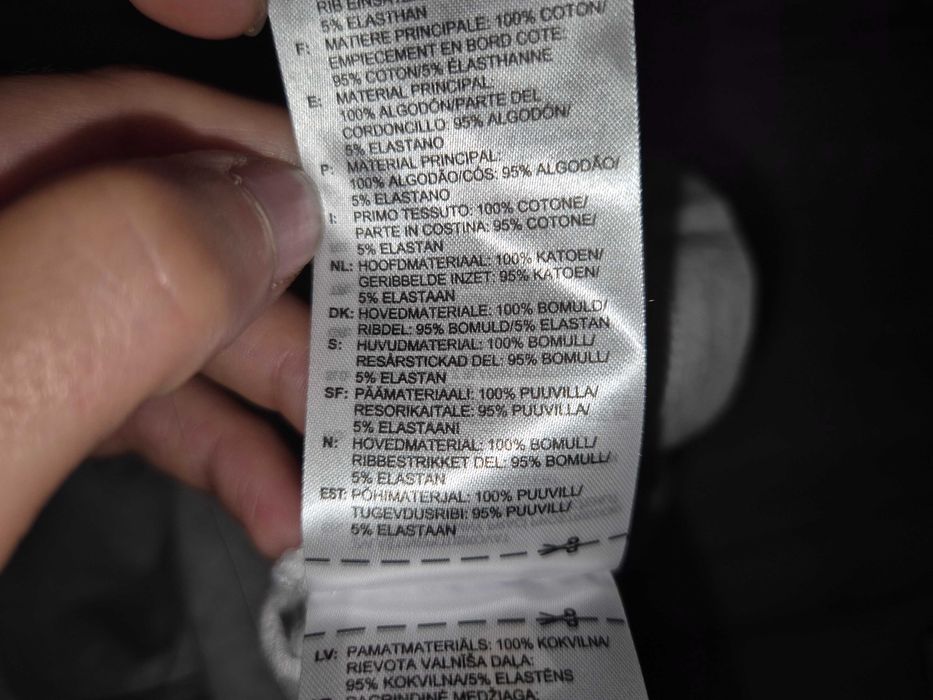 RIB EINSA
5% ELASTHAN
F: MATIERE PRINCIPALE: 100% COTON/
EMPIECEMENT EN BORD COTE:
95% COTON/5% ÉLASTHANNE
E: MATERIAL PRINCIPAL:
100% ALGODÓN/PARTE DEL
CORDONCILLO: 95% ALGODÓN/
5% ELASTANO
P: MATERIAL PRINCIPAL:
100% ALGODÃO/CÓS: 95% ALGODÃO/
5% ELASTANO
I: PRIMO TESSUTO: 100% COTONE/
PARTE IN COSTINA: 95% COTONE/
5% ELASTAN
NL: HOOFDMATERIAAL: 100% KATOEN/
GERIBBELDE INZET: 95% KATOEN/
5% ELASTAAN
DK: HOVEDMATERIALE: 100% BOMULD/
RIBDEL: 95% BOMULD/5% ELASTAN
S: HUVUDMATERIAL: 100% BOMULL/
RESÅRSTICKAD DEL: 95% BOMULL/
5% ELASTAN
SF: PÄÄMATERIAALI: 100% PUUVILLA/
RESORIKAITALE: 95% PUUVILLA/
5% ELASTAANI
N: HOVEDMATERIAL: 100% BOMULL/
RIBBESTRIKKET DEL: 95% BOMULL/
5% ELASTAN
EST: PÕHIMATERJAL: 100% PUUVILL/
TUGEVDUSRIBI: 95% PUUVILL/
5% ELASTAAN
LV: PAMATMATERIĀLS: 100% KOKVILNA/
RIEVOTA VALNĪŠA DAĻA:
95% KOKVILNA/5% ELASTĒNS
PAGRINDINĖ MEDŽIAGA: